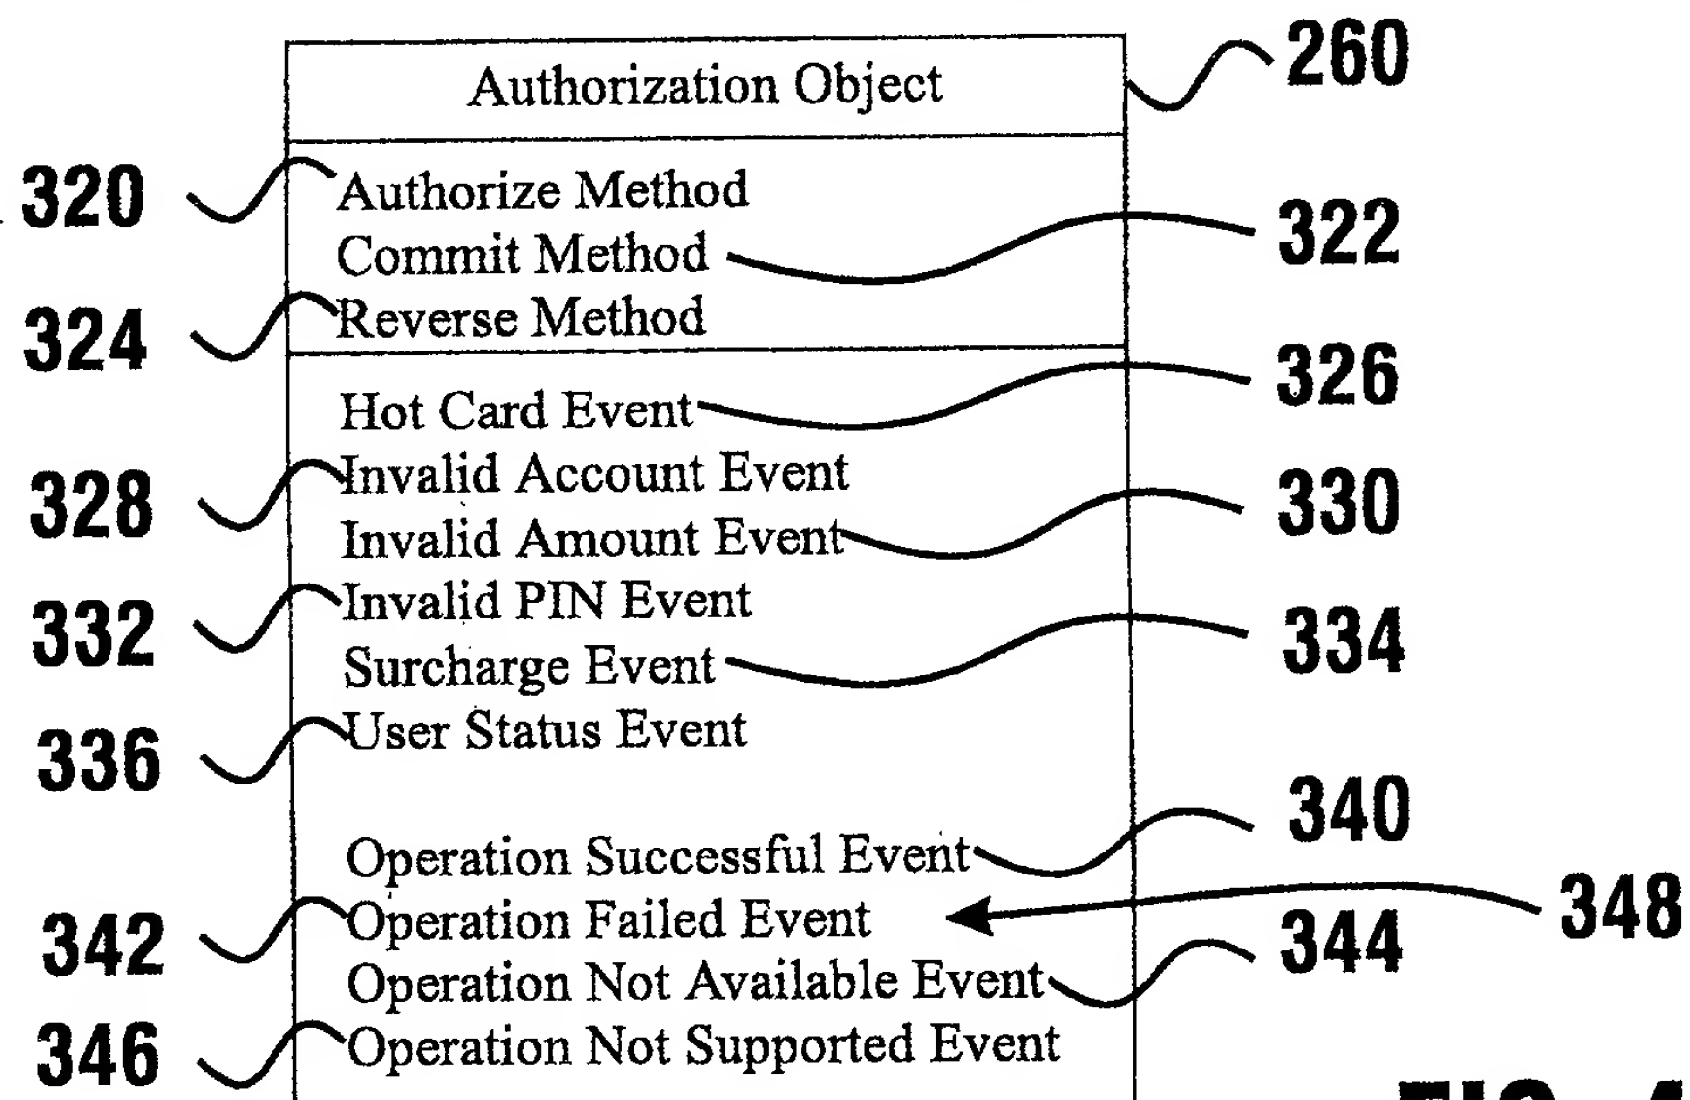 Authorization Object 260
320 Authorize Method
Commit Method 322
324 Reverse Method
Hot Card Event 326
328 Invalid Account Event
Invalid Amount Event 330
332 Invalid PIN Event
Surcharge Event 334
336 User Status Event
Operation Successful Event 340
342 Operation Failed Event 348
Operation Not Available Event 344
346 Operation Not Supported Event